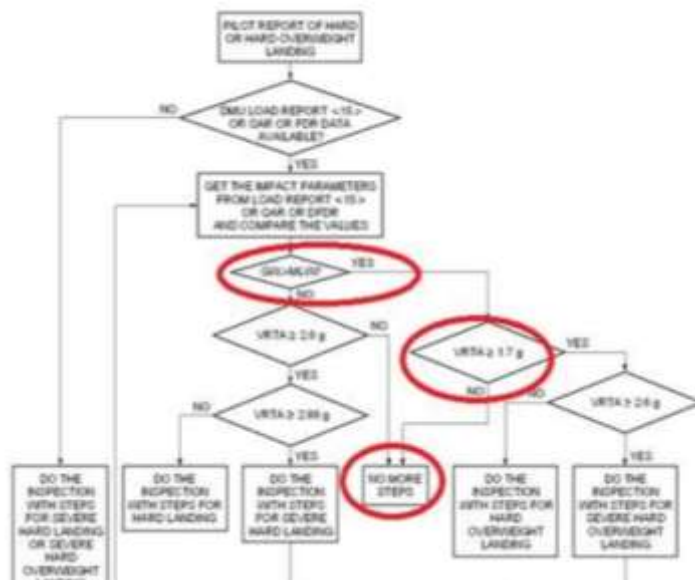 PILOT REPORT OF HARD
OR HARD OVERWEIGHT
LANDING
NO
DMU LOAD REPORT <15>
OR QAR OR FDR DATA
AVAILABLE?
YES
GET THE IMPACT PARAMETERS
FROM LOAD REPORT <15>
OR QAR OR DFDR
AND COMPARE THE VALUES
YES
NO
VRTA ≥ 2.6 g
NO
VRTA ≥ 1.7 g
YES
YES
NO
NO
VRTA ≥
NO
VRTA ≥ 2.6 g
YES
YES
DO THE
INSPECTION
WITH STEPS
FOR SEVERE
HARD LANDING
OR SEVERE
HARD
OVERWEIGHT
DO THE
INSPECTION
WITH STEPS FOR
HARD LANDING
DO THE
INSPECTION
WITH STEPS
FOR SEVERE
HARD LANDING
NO MORE
STEPS
DO THE
INSPECTION
WITH STEPS FOR
HARD
OVERWEIGHT
LANDING
DO THE
INSPECTION
WITH STEPS FOR
SEVERE HARD
OVERWEIGHT
LANDING